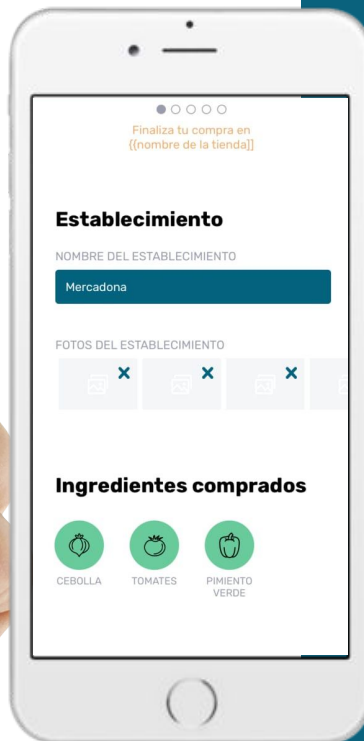 Finaliza tu compra en
{{nombre de la tienda]]
Establecimiento
NOMBRE DEL ESTABLECIMIENTO
Mercadona
FOTOS DEL ESTABLECIMIENTO
Ingredientes comprados
CEBOLLA
TOMATES
PIMIENTO
VERDE